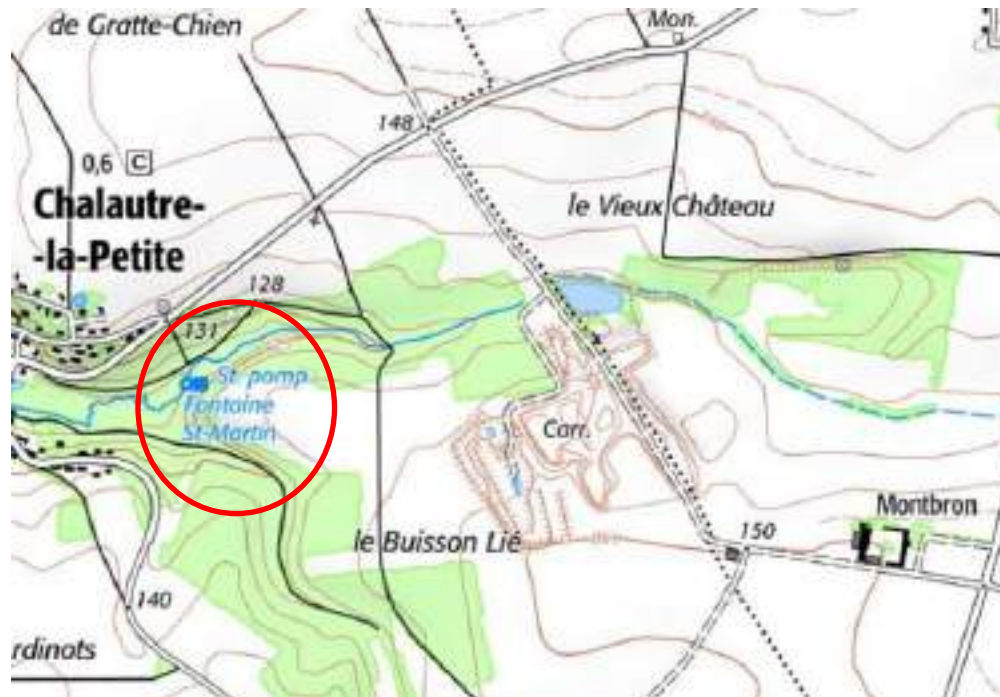 de Gratte-Chien
Mon.
148
0,6 C
Chalautre-
-la-Petite
le Vieux Château
128
131
St. pomp
Fontaine
St-Martin
Carr.
Montbron
150
le Buisson Lié
140
rdinots